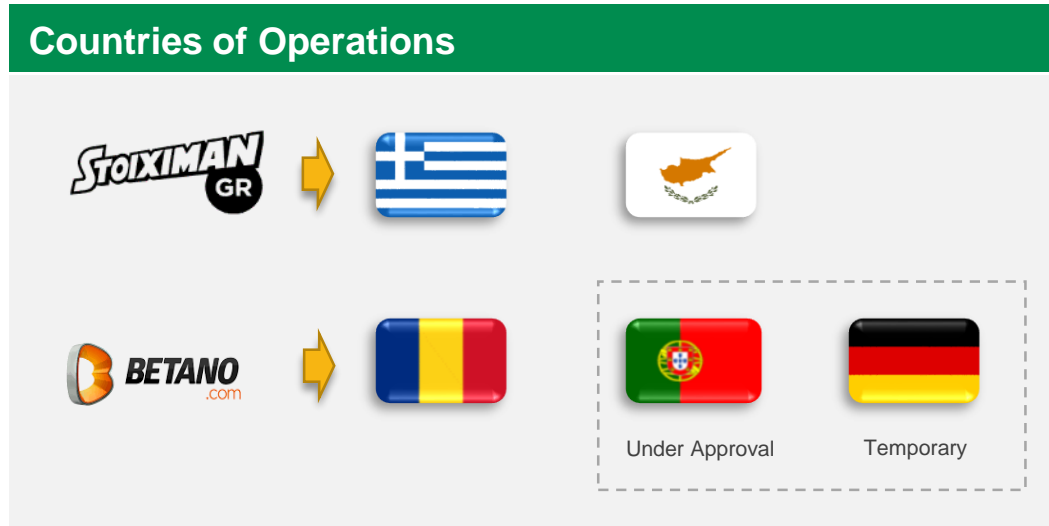 Countries of Operations
STOIXIMAN
GR
BETANO
.com
Under Approval
Temporary